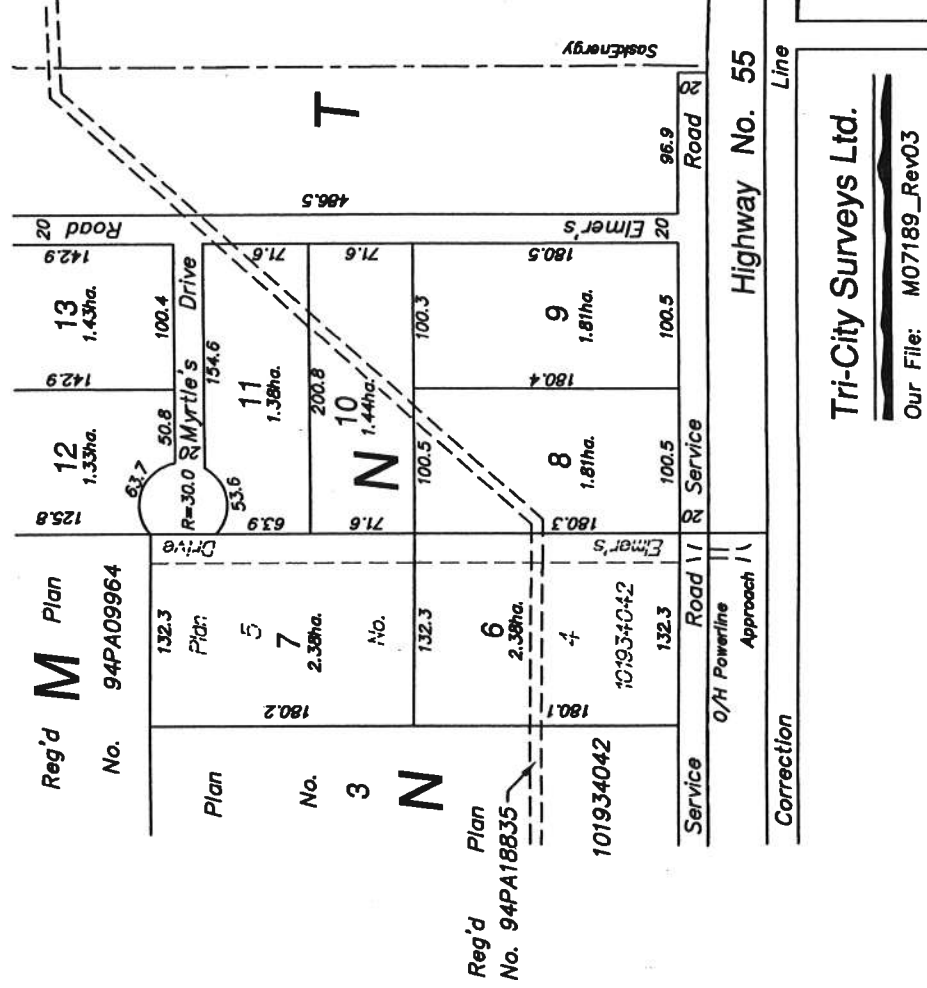 SaskEnergy
T
486.5
96.9
20
Road
Highway No. 55
Line
20
Road
Elmer's
20
142.9
13
1.43ha.
142.9
100.4
12
1.33ha.
125.8
50.8
63.7
R=30.0
20
Myrtle's Drive
53.6
154.6
71.6
11
1.38ha.
63.9
200.8
71.6
10
1.44ha.
N
71.6
100.3
100.5
180.5
9
1.81ha.
180.4
100.5
8
1.81ha.
180.3
100.5
20
Service
Reg'd M Plan
No. 94PA09964
Drive
Elmer's
132.3
Plan
5
7
2.38ha.
No.
180.2
132.3
6
2.38ha.
4
101934042
180.1
132.3
Plan
No.
3
N
101934042
Reg'd Plan
No. 94PA18835
Service Road
O/H Powerline
Approach
Correction
Tri-City Surveys Ltd.
Our File: M07189_Rev03